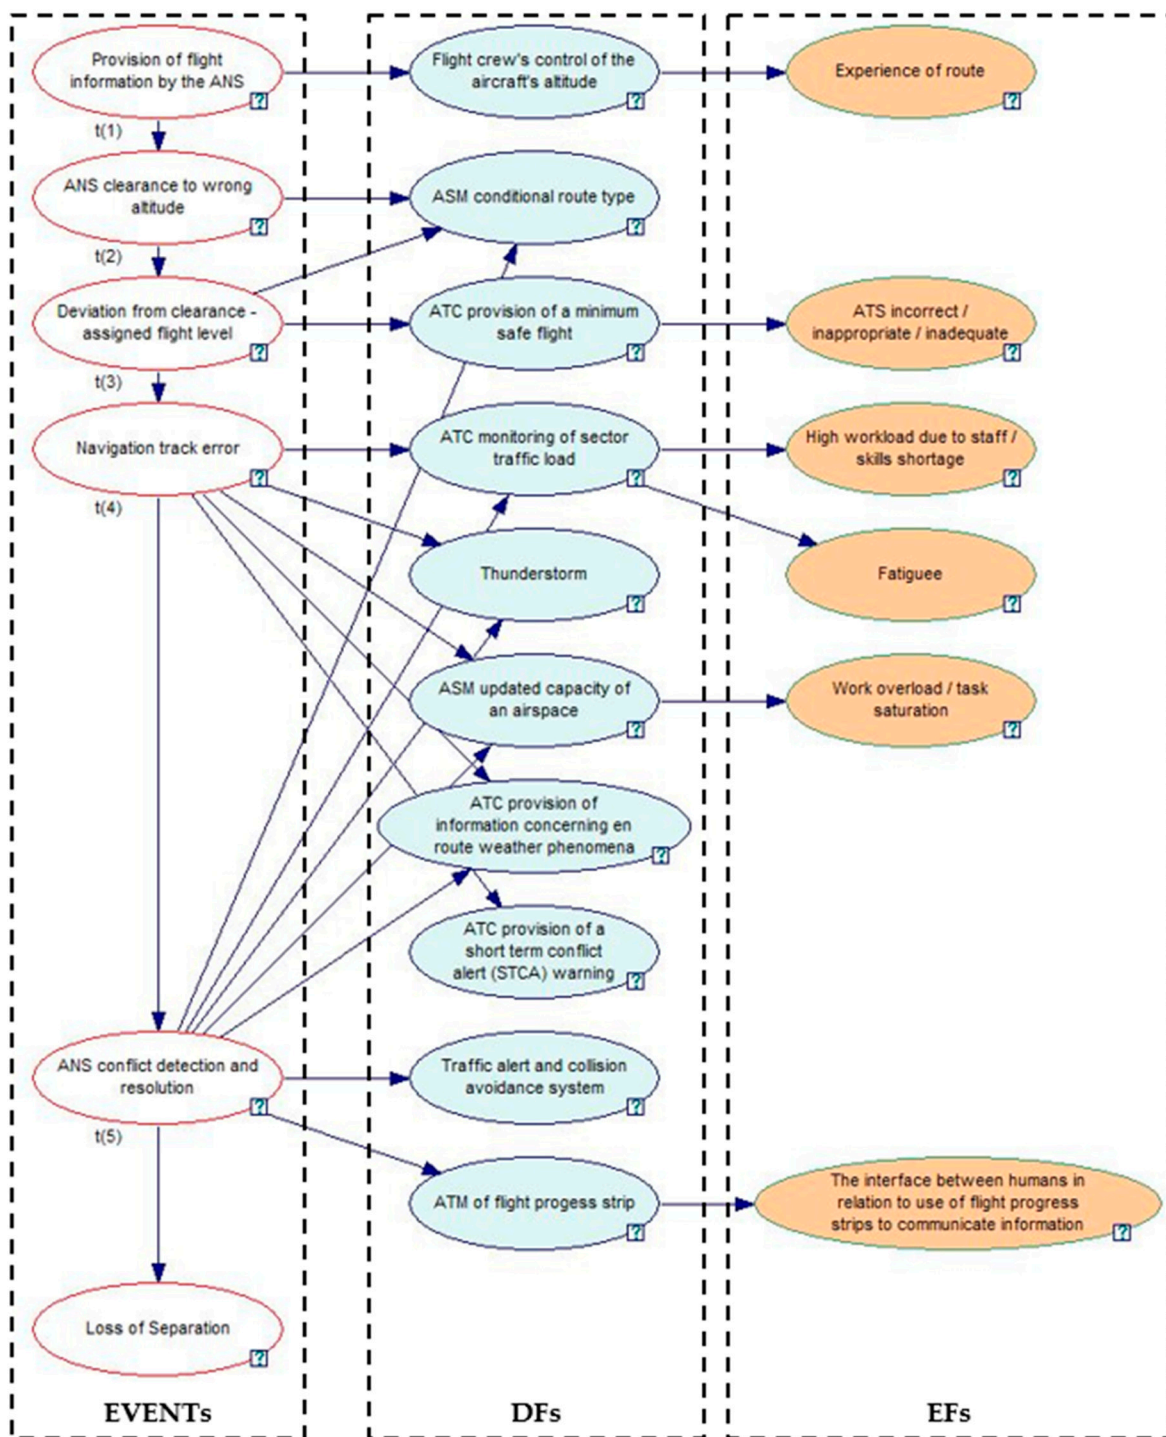 Provision of flight
information by the ANS
?
t(1)
ANS clearance to wrong
altitude
?
t(2)
Deviation from clearance -
assigned flight level
?
t(3)
Navigation track error
?
t(4)
ANS conflict detection and
resolution
?
t(5)
Loss of Separation
?
EVENTs
Flight crew's control of the
aircraft's altitude
?
ASM conditional route type
?
ATC provision of a minimum
safe flight
?
ATC monitoring of sector
traffic load
?
Thunderstorm
?
ASM updated capacity of
an airspace
?
ATC provision of
information concerning en
route weather phenomena
?
ATC provision of a
short term conflict
alert (STCA) warning
?
Traffic alert and collision
avoidance system
?
ATM of flight progess strip
?
DFs
Experience of route
?
ATS incorrect /
inappropriate / inadequate
?
High workload due to staff /
skills shortage
?
Fatiguee
?
Work overload / task
saturation
?
The interface between humans in
relation to use of flight progress
strips to communicate information
?
EFs